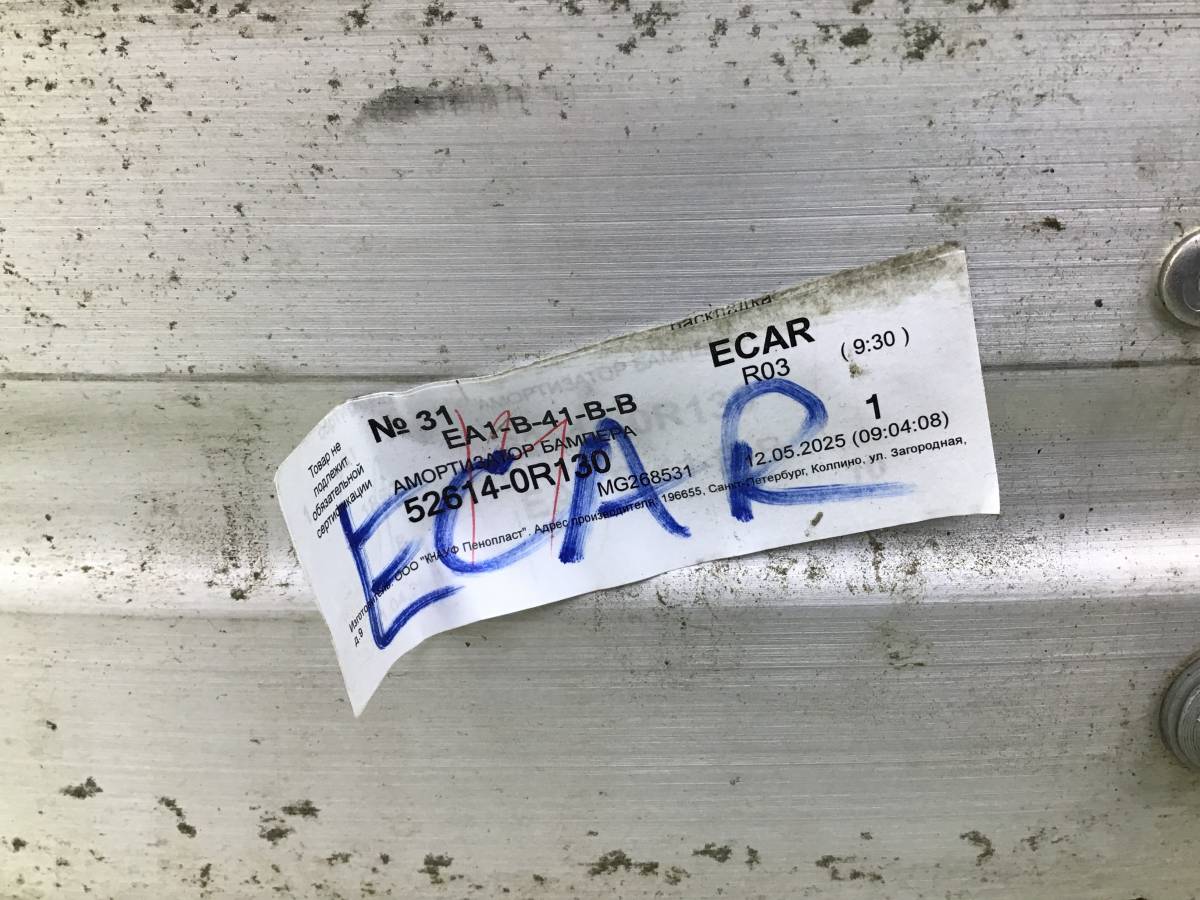 раскладка
ECAR
R03
( 9:30 )
№ 31
EA1-B-41-B-B
1
АМОРТИЗАТОР БАМПЕРА
52614-0R130
MG268531
12.05.2025 (09:04:08)
Товар не
подлежит
обязательной
сертификации
Изготовитель: ООО "КНАУФ Пенопласт". Адрес производителя: 196655, Санкт-Петербург, Колпино, ул. Загородная,
д.9
ECAR